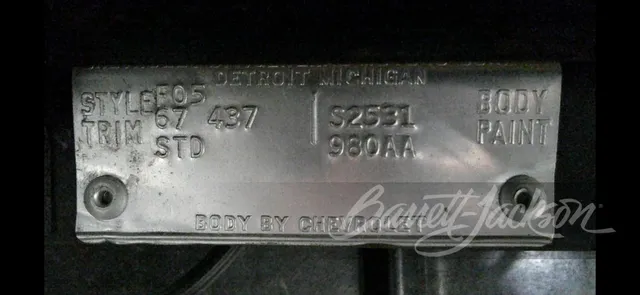 DETROIT MICHIGAN
F05
STYLE 67 437 S2531 BODY
TRIM STD 980AA PAINT
BODY BY CHEVROLET
Barrett-Jackson